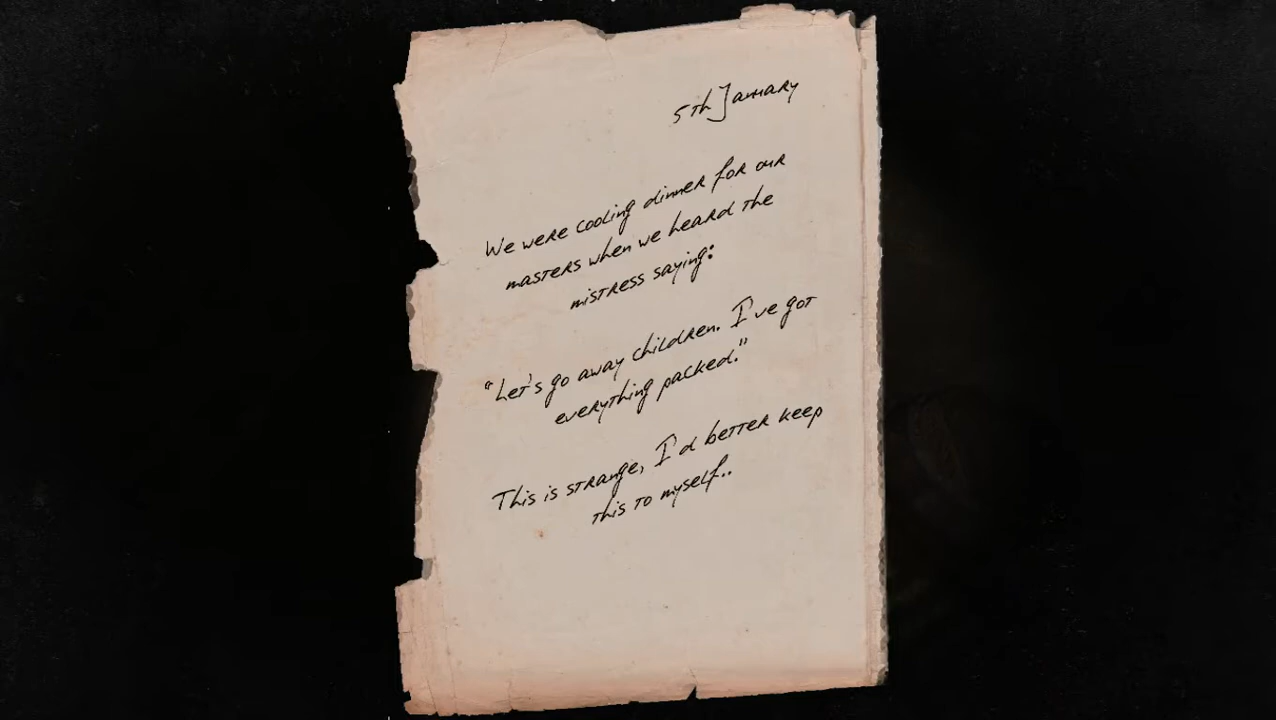 5th January
We were cooking dinner for our
masters when we heard the
mistress saying:
"Let's go away children. I've got
everything packed."
This is strange, I'd better keep
this to myself..